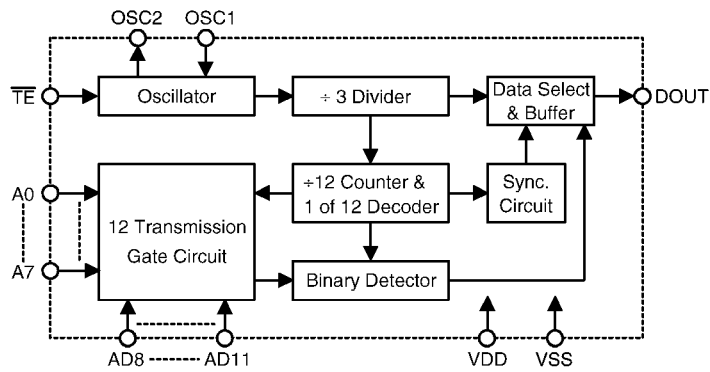 OSC2 OSC1
TE Oscillator ÷ 3 Divider Data Select
& Buffer DOUT
A0 12 Transmission
Gate Circuit ÷12 Counter &
1 of 12 Decoder Sync.
Circuit
A7 Binary Detector
AD8 AD11 VDD VSS